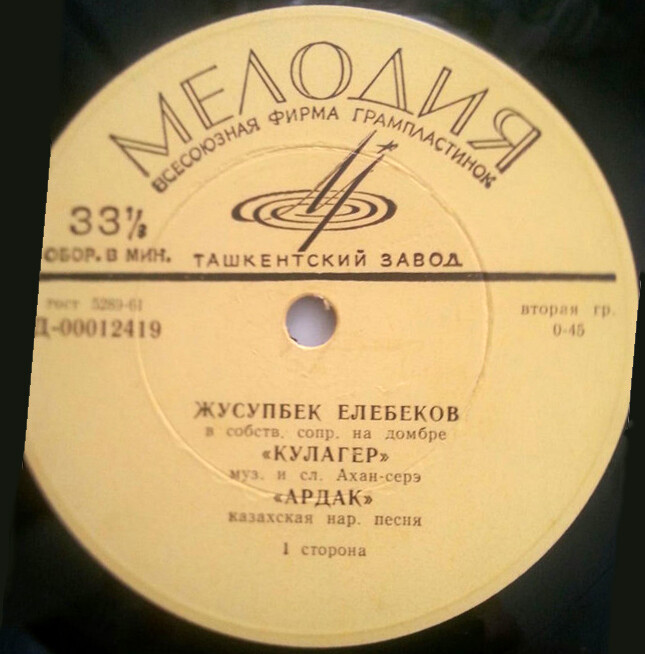 МЕЛОДИЯ
ВСЕСОЮЗНАЯ ФИРМА ГРАМПЛАСТИНОК
33⅓
ОБОР. В МИН.
ТАШКЕНТСКИЙ ЗАВОД
гост 5289-61
Д-00012419
вторая гр.
0-45
ЖУСУПБЕК ЕЛЕБЕКОВ
в собств. сопр. на домбре
«КУЛАГЕР»
муз. и сл. Ахан-серэ
«АРДАК»
казахская нар. песня
1 сторона